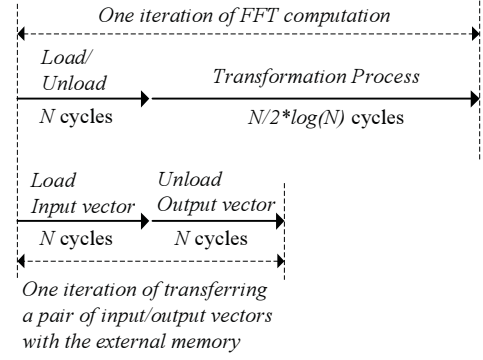 One iteration of FFT computation
Load/
Unload
Transformation Process
N cycles
N/2*log(N) cycles
Load
Input vector
Unload
Output vector
N cycles
N cycles
One iteration of transferring
a pair of input/output vectors
with the external memory